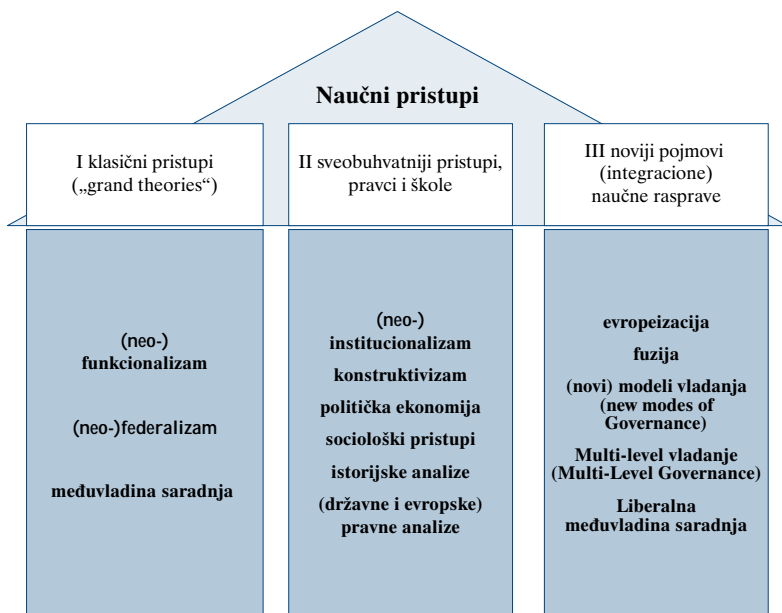 Naučni pristupi
I klasični pristupi
(„grand theories“)
II sveobuhvatniji pristupi,
pravci i škole
III noviji pojmovi
(integracione)
naučne rasprave
(neo-)
funkcionalizam
(neo-)federalizam
međuvladina saradnja
(neo-)
institucionalizam
konstruktivizam
politička ekonomija
sociološki pristupi
istorijske analize
(državne i evropske)
pravne analize
evropeizacija
fuzija
(novi) modeli vladanja
(new modes of
Governance)
Multi-level vladanje
(Multi-Level Governance)
Liberalna
međuvladina saradnja